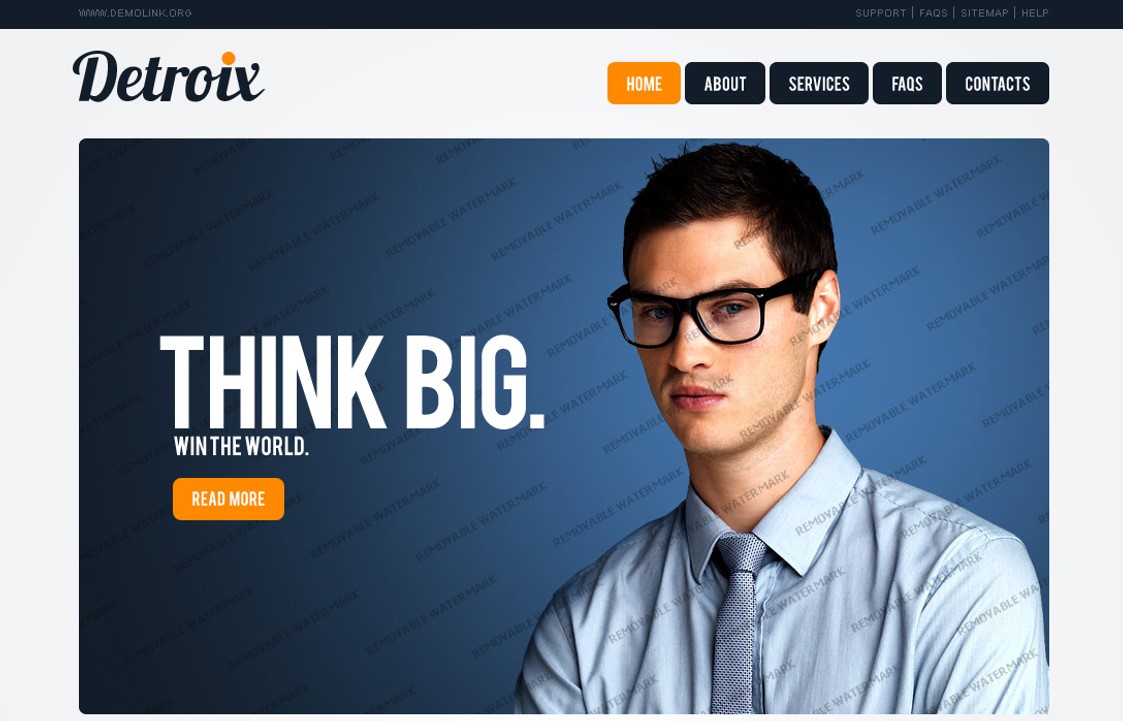 WWW.DEMOLINK.ORG
SUPPORT | FAQS | SITEMAP | HELP
Detroix
HOME ABOUT SERVICES FAQS CONTACTS
THINK BIG.
WIN THE WORLD.
READ MORE
REMOVABLE WATERMARK